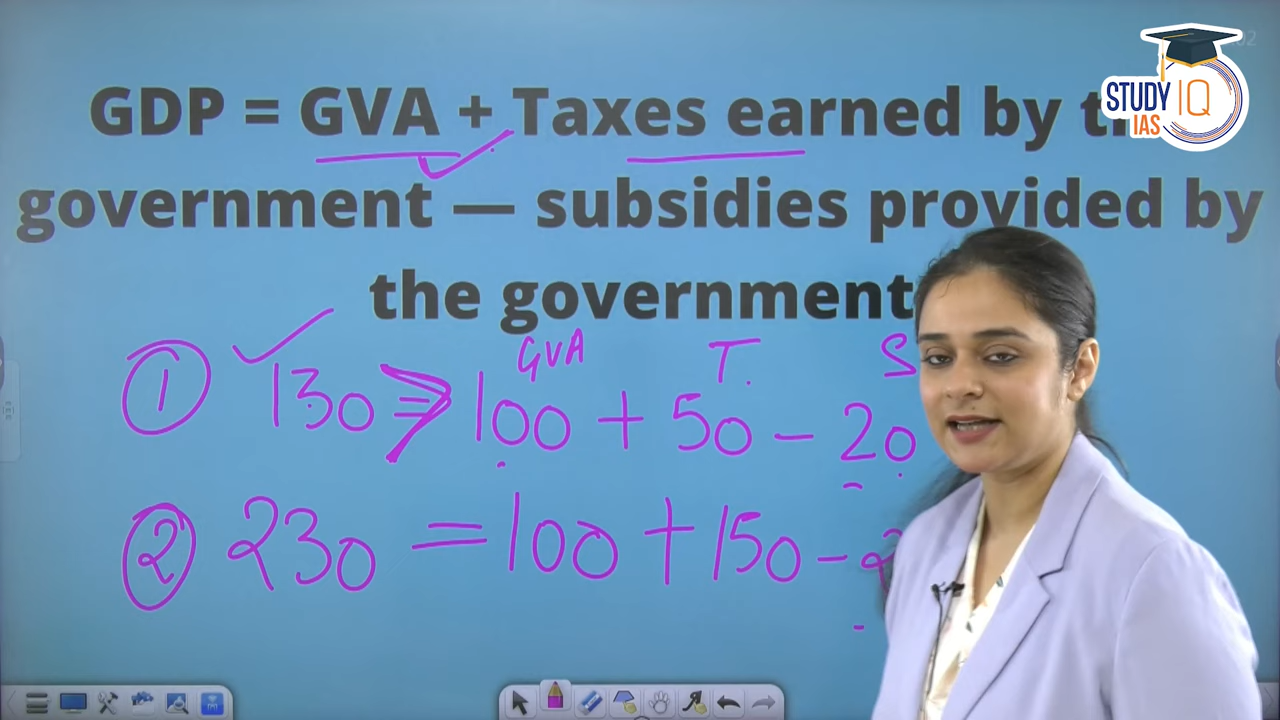 STUDY IQ
IAS
GDP = GVA + Taxes earned by
government — subsidies provided by
the government
GVA T. S
① 130 = 100 + 50 - 20
② 230 = 100 + 150 -